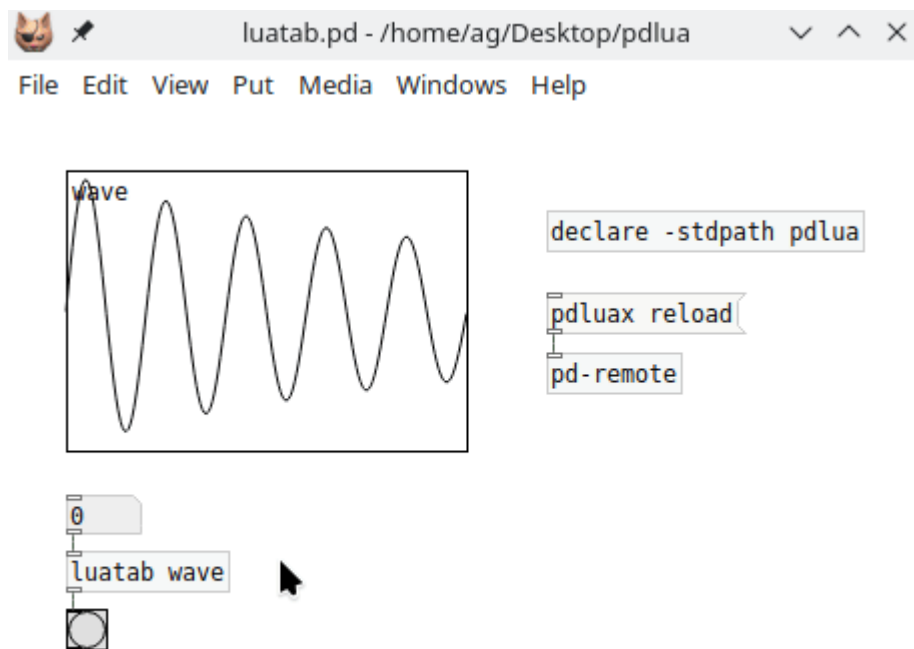 luatab.pd - /home/ag/Desktop/pdlua
File Edit View Put Media Windows Help
wave
declare -stdpath pdlua
pdluax reload
pd-remote
0
luatab wave